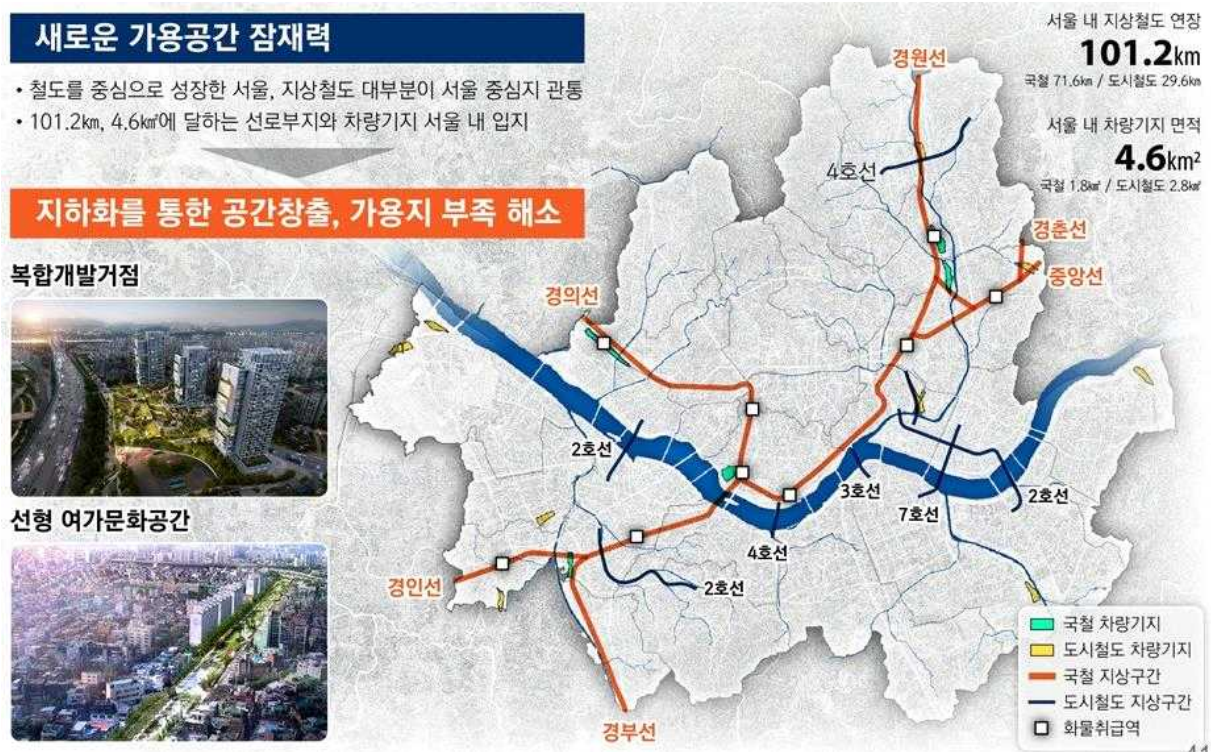 새로운 가용공간 잠재력
• 철도를 중심으로 성장한 서울, 지상철도 대부분이 서울 중심지 관통
• 101.2km, 4.6㎢에 달하는 선로부지와 차량기지 서울 내 입지
지하화를 통한 공간창출, 가용지 부족 해소
복합개발거점
선형 여가문화공간
서울 내 지상철도 연장
101.2km
국철 71.6km / 도시철도 29.6km
서울 내 차량기지 면적
4.6km²
국철 1.8㎢ / 도시철도 2.8㎢
경원선
4호선
경춘선
중앙선
경의선
2호선
3호선
7호선
2호선
4호선
2호선
경인선
경부선
국철 차량기지
도시철도 차량기지
국철 지상구간
도시철도 지상구간
화물취급역